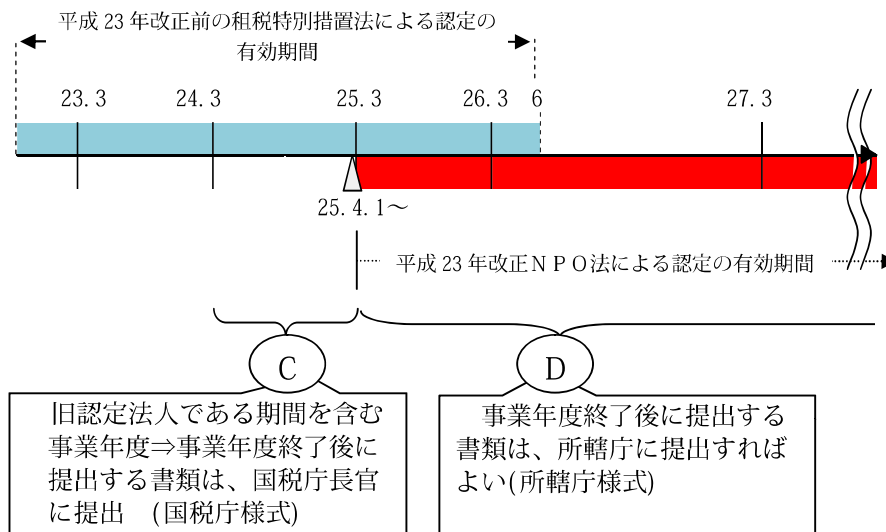 平成 23 年改正前の租税特別措置法による認定の
有効期間
23. 3 24. 3 25. 3 26. 3 6 27. 3
25. 4. 1～
平成 23 年改正ＮＰＯ法による認定の有効期間
C
D
旧認定法人である期間を含む
事業年度⇒事業年度終了後に
提出する書類は、国税庁長官
に提出　(国税庁様式)
事業年度終了後に提出する
書類は、所轄庁に提出すれば
よい(所轄庁様式)